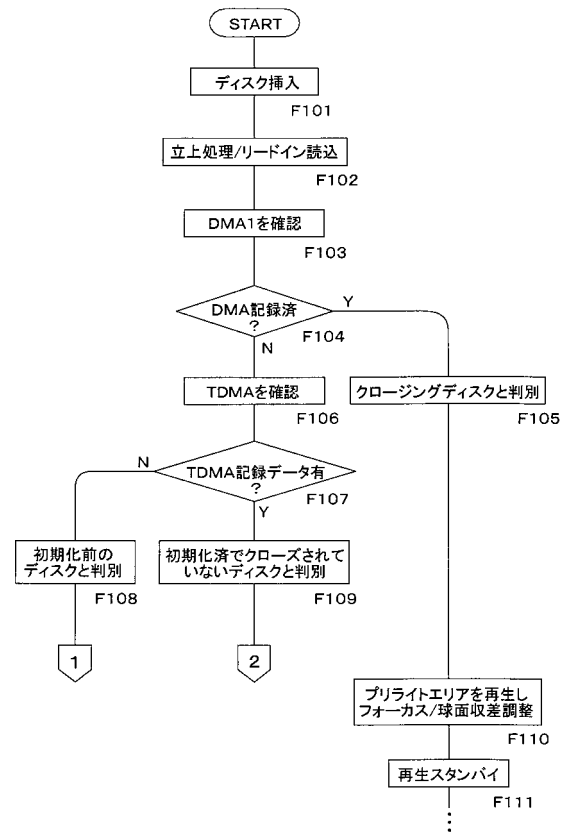 START
ディスク挿入
F101
立上処理/リードイン読込
F102
DMA1を確認
F103
DMA記録済
?
F104
Y
N
TDMAを確認
F106
クロージングディスクと判別
F105
TDMA記録データ有
?
F107
N
Y
初期化前の
ディスクと判別
F108
初期化済でクローズされて
いないディスクと判別
F109
1
2
プリライトエリアを再生し
フォーカス/球面収差調整
F110
再生スタンバイ
F111